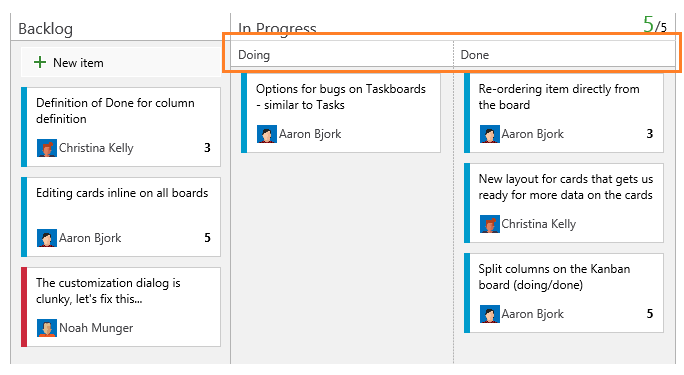 Backlog
In Progress
5/5
Doing
Done
+ New item
Definition of Done for column
definition
Christina Kelly 3
Editing cards inline on all boards
Aaron Bjork 5
The customization dialog is
clunky, let's fix this...
Noah Munger
Options for bugs on Taskboards
- similar to Tasks
Aaron Bjork
Re-ordering item directly from
the board
Aaron Bjork 3
New layout for cards that gets us
ready for more data on the cards
Christina Kelly
Split columns on the Kanban
board (doing/done)
Aaron Bjork 5